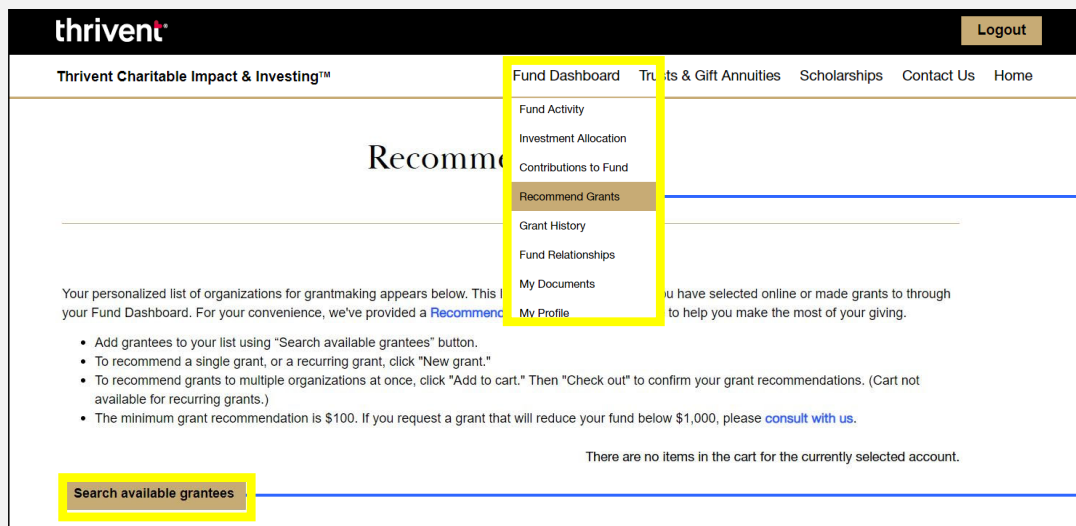 thrivent®
Logout
Thrivent Charitable Impact & Investing™
Fund Dashboard Trusts & Gift Annuities Scholarships Contact Us Home
Fund Activity
Investment Allocation
Contributions to Fund
Recommend Grants
Grant History
Fund Relationships
My Documents
My Profile
Recomm
Your personalized list of organizations for grantmaking appears below. This have selected online or made grants to through
your Fund Dashboard. For your convenience, we've provided a Recommen to help you make the most of your giving.
• Add grantees to your list using “Search available grantees” button.
• To recommend a single grant, or a recurring grant, click "New grant."
• To recommend grants to multiple organizations at once, click "Add to cart." Then "Check out" to confirm your grant recommendations. (Cart not
available for recurring grants.)
• The minimum grant recommendation is $100. If you request a grant that will reduce your fund below $1,000, please consult with us.
There are no items in the cart for the currently selected account.
Search available grantees